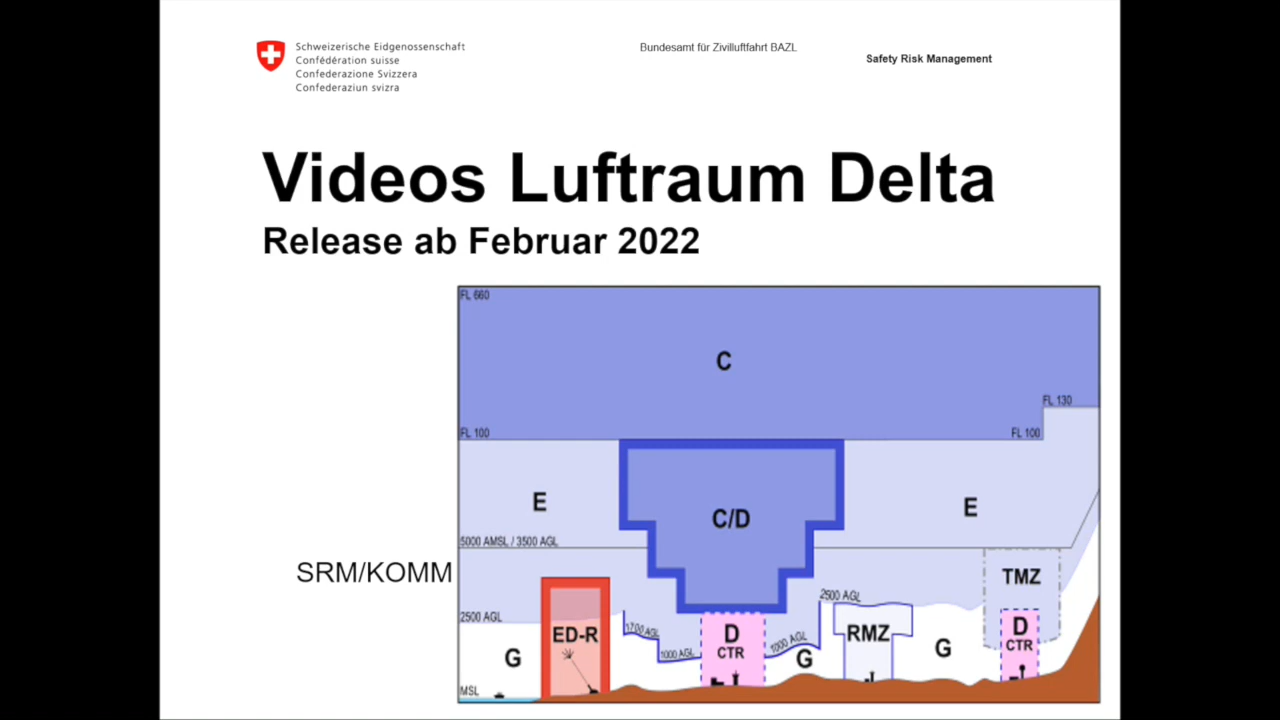 Schweizerische Eidgenossenschaft
Confédération suisse
Confederazione Svizzera
Confederaziun svizra
Bundesamt für Zivilluftfahrt BAZL
Safety Risk Management
Videos Luftraum Delta
Release ab Februar 2022
FL 660
C
FL 130
FL 100
FL 100
E
C/D
E
5000 AMSL / 3500 AGL
SRM/KOMM
TMZ
2500 AGL
2500 AGL
ED-R
1700 AGL
D
CTR
1000 AGL
1000 AGL
RMZ
D
CTR
G
G
G
MSL